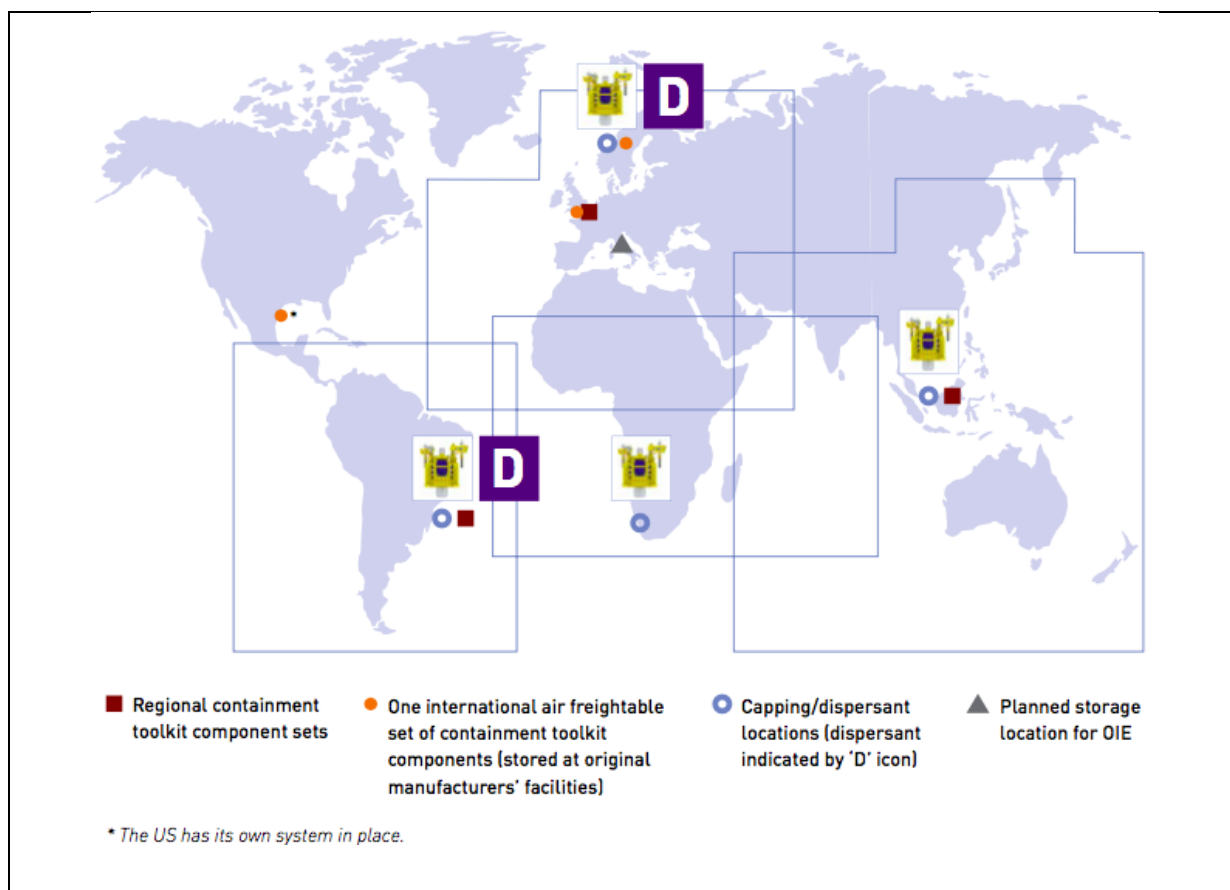 D
*
D
Regional containment
toolkit component sets
One international air freightable
set of containment toolkit
components (stored at original
manufacturers’ facilities)
Capping/dispersant
locations (dispersant
indicated by ‘D’ icon)
Planned storage
location for OIE
* The US has its own system in place.